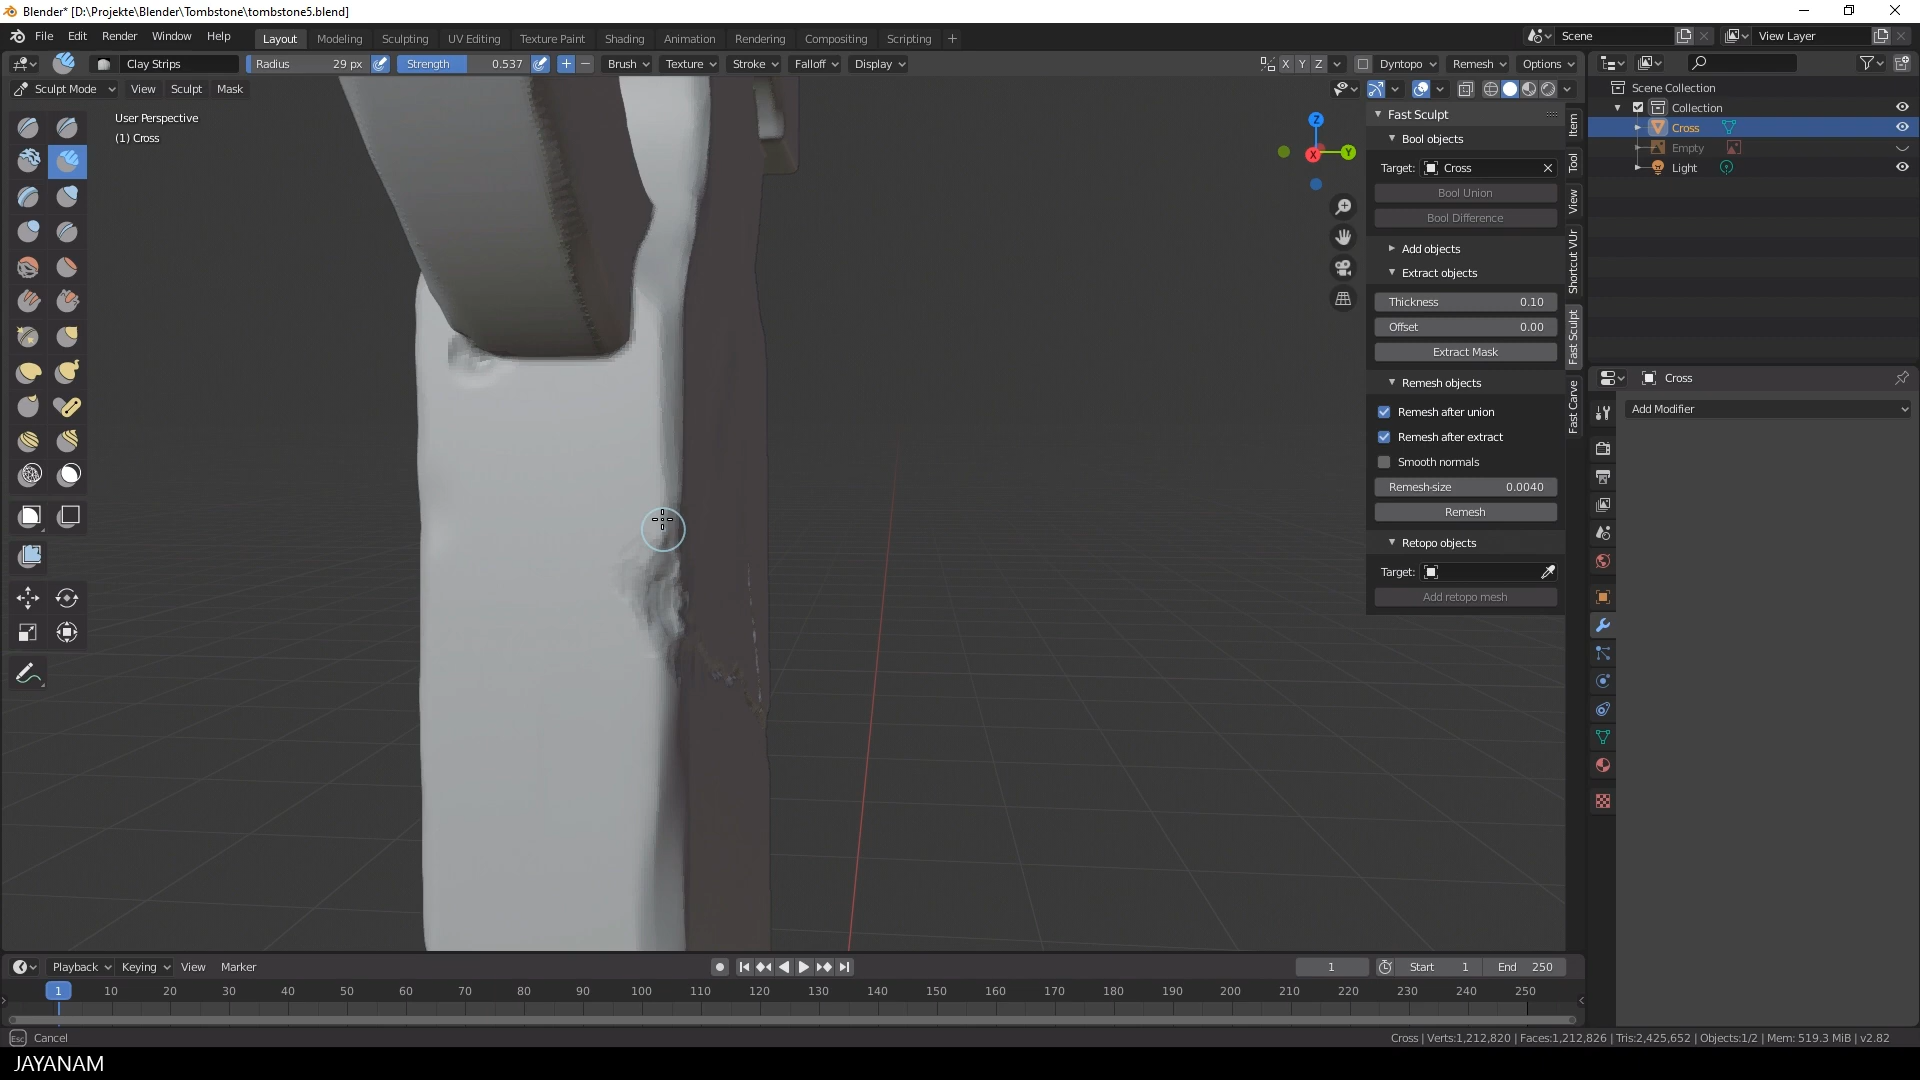 Blender* [D:\Projekte\Blender\Tombstone\tombstone5.blend]
File Edit Render Window Help
Layout Modeling Sculpting UV Editing Texture Paint Shading Animation Rendering Compositing Scripting +
Scene
View Layer
Clay Strips
Radius 29 px
Strength 0.537
Brush Texture Stroke Falloff Display
X Y Z
Dyntopo Remesh Options
Sculpt Mode View Sculpt Mask
User Perspective
(1) Cross
Z
X
Y
Fast Sculpt
Bool objects
Target: Cross
Bool Union
Bool Difference
Add objects
Extract objects
Thickness 0.10
Offset 0.00
Extract Mask
Remesh objects
Remesh after union
Remesh after extract
Smooth normals
Remesh-size 0.0040
Remesh
Retopo objects
Target:
Add retopo mesh
Item
Tool
View
Shortcut VUr
Fast Sculpt
Fast Carve
Scene Collection
Collection
Cross
Empty
Light
Cross
Add Modifier
Playback Keying View Marker
1
Start 1
End 250
1 10 20 30 40 50 60 70 80 90 100 110 120 130 140 150 160 170 180 190 200 210 220 230 240 250
Esc Cancel
Cross | Verts:1,212,820 | Faces:1,212,826 | Tris:2,425,652 | Objects:1/2 | Mem: 519.3 MiB | v2.82
JAYANAM